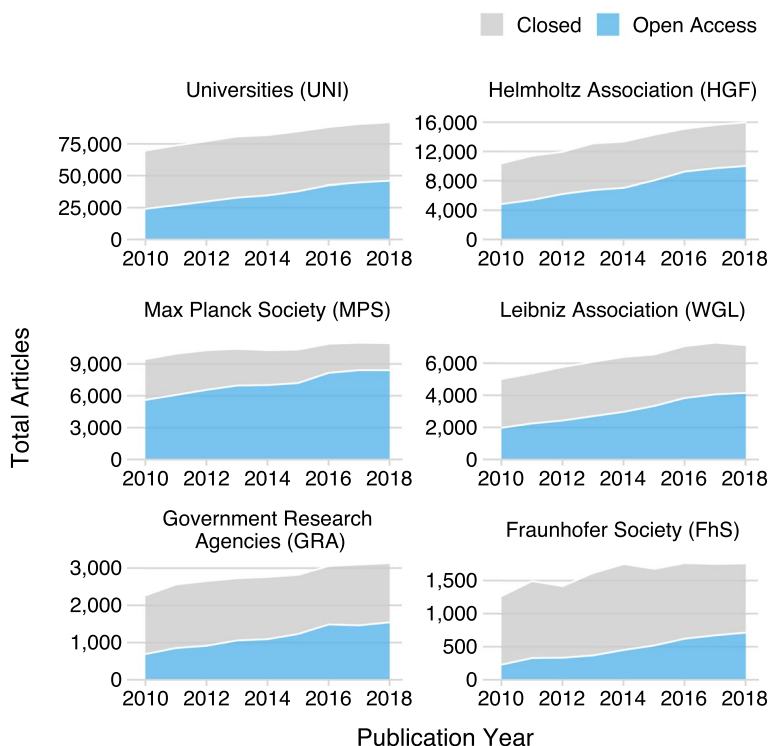 Closed Open Access
Universities (UNI)
75,000
50,000
25,000
0
2010 2012 2014 2016 2018
Helmholtz Association (HGF)
16,000
12,000
8,000
4,000
0
2010 2012 2014 2016 2018
Max Planck Society (MPS)
9,000
6,000
3,000
0
2010 2012 2014 2016 2018
Leibniz Association (WGL)
6,000
4,000
2,000
0
2010 2012 2014 2016 2018
Government Research
Agencies (GRA)
3,000
2,000
1,000
0
2010 2012 2014 2016 2018
Fraunhofer Society (FhS)
1,500
1,000
500
0
2010 2012 2014 2016 2018
Total Articles
Publication Year